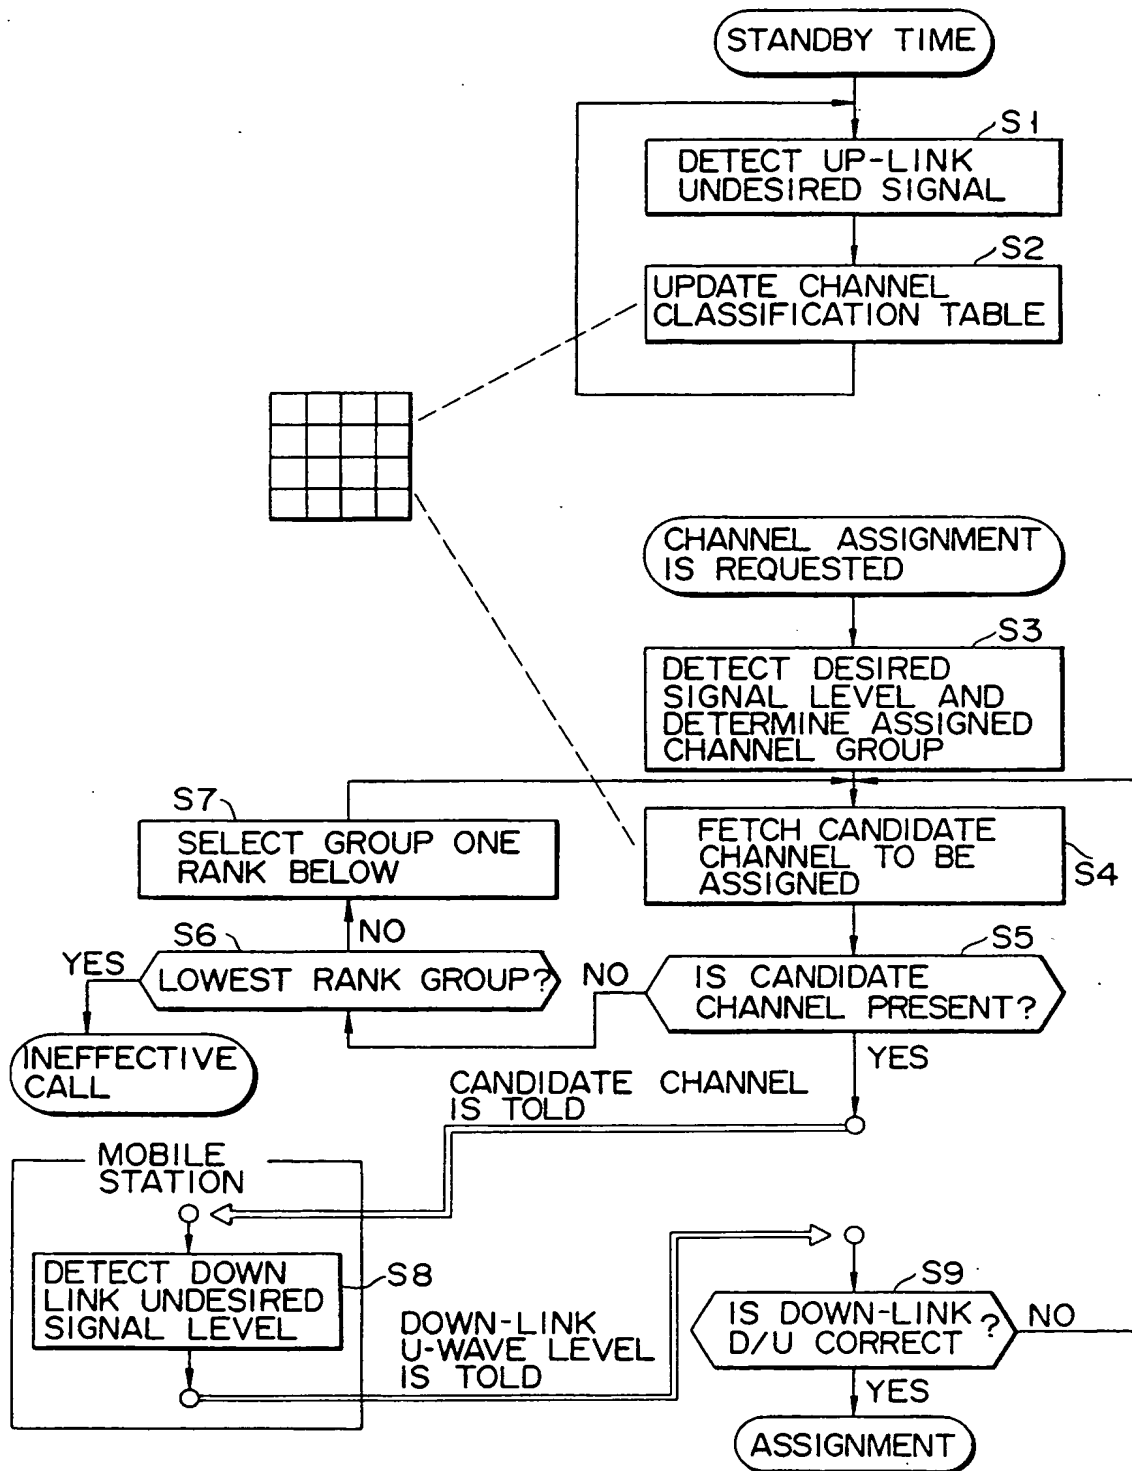 STANDBY TIME
S1
DETECT UP-LINK
UNDESIRED SIGNAL
S2
UPDATE CHANNEL
CLASSIFICATION TABLE
CHANNEL ASSIGNMENT
IS REQUESTED
S3
DETECT DESIRED
SIGNAL LEVEL AND
DETERMINE ASSIGNED
CHANNEL GROUP
S7
SELECT GROUP ONE
RANK BELOW
FETCH CANDIDATE
CHANNEL TO BE
ASSIGNED
S4
NO
S6
YES
LOWEST RANK GROUP?
NO
S5
IS CANDIDATE
CHANNEL PRESENT?
INEFFECTIVE
CALL
YES
CANDIDATE CHANNEL
IS TOLD
MOBILE
STATION
DETECT DOWN
LINK UNDESIRED
SIGNAL LEVEL
S8
DOWN-LINK
U-WAVE LEVEL
IS TOLD
S9
IS DOWN-LINK
D/U CORRECT ?
NO
YES
ASSIGNMENT